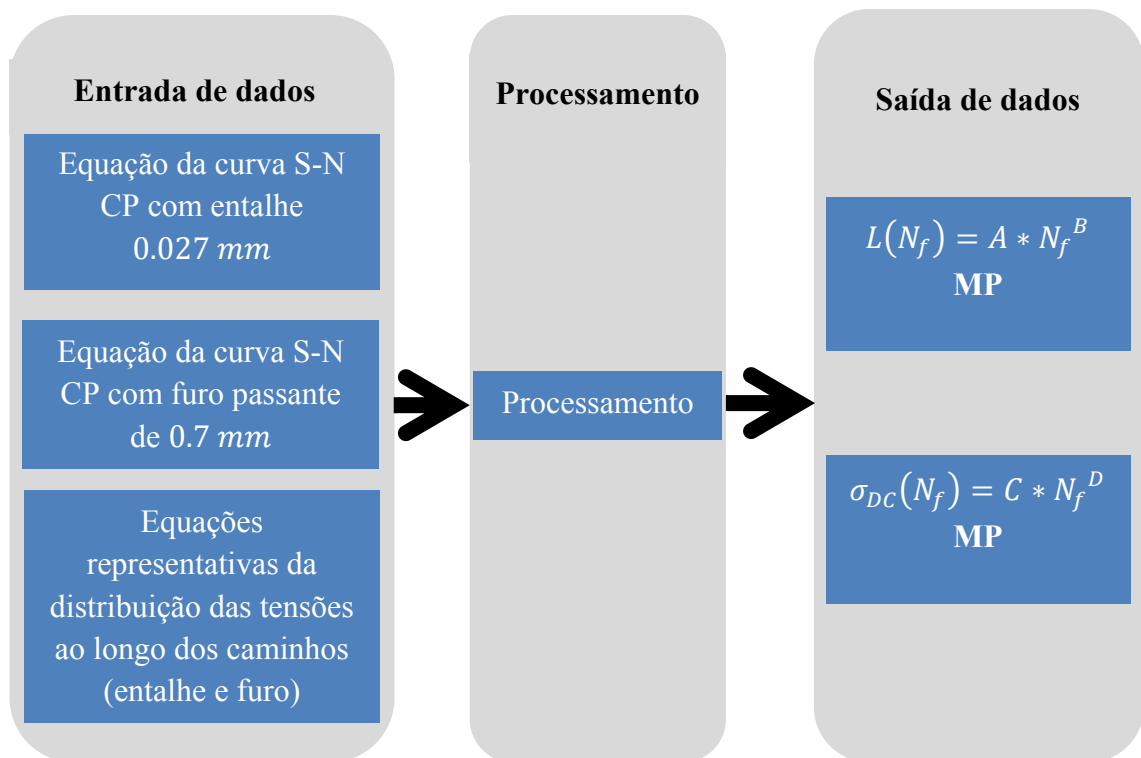 Entrada de dados
Equação da curva S-N
CP com entalhe
0.027 mm
Equação da curva S-N
CP com furo passante
de 0.7 mm
Equações
representativas da
distribuição das tensões
ao longo dos caminhos
(entalhe e furo)
Processamento
Processamento
Saída de dados
L(N_f) = A * N_f^B
MP
σ_DC(N_f) = C * N_f^D
MP